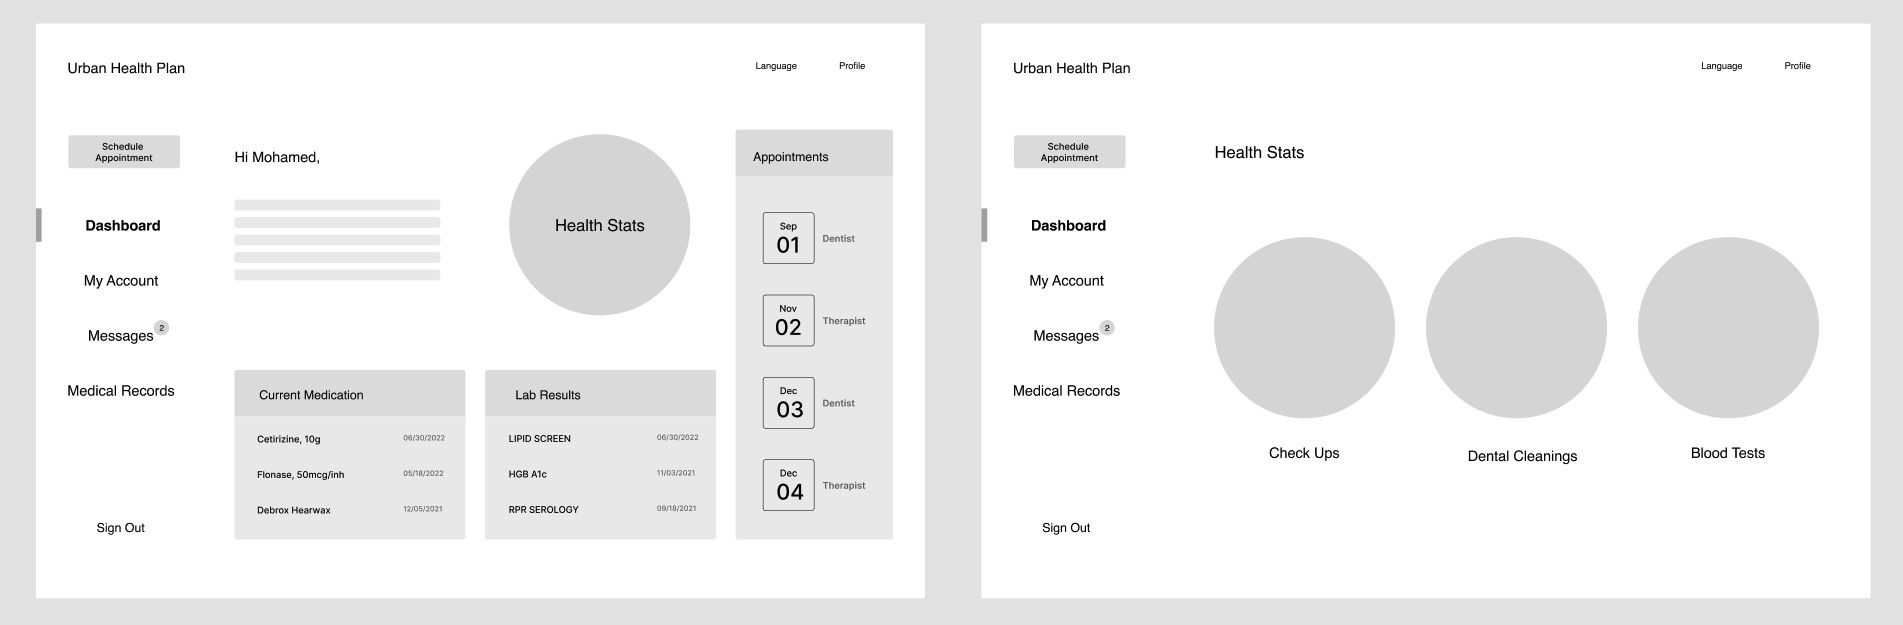 Urban Health Plan
Language
Profile
Schedule
Appointment
Dashboard
My Account
Messages
2
Medical Records
Sign Out
Hi Mohamed,
Health Stats
Current Medication
Cetirizine, 10g 06/30/2022
Flonase, 50mcg/inh 05/18/2022
Debrox Hearwax 12/05/2021
Lab Results
LIPID SCREEN 06/30/2022
HGB A1c 11/03/2021
RPR SEROLOGY 09/18/2021
Appointments
Sep
01
Dentist
Nov
02
Therapist
Dec
03
Dentist
Dec
04
Therapist
Urban Health Plan
Language
Profile
Schedule
Appointment
Dashboard
My Account
Messages
2
Medical Records
Sign Out
Health Stats
Check Ups
Dental Cleanings
Blood Tests